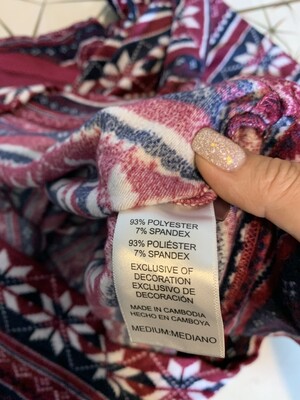 93% POLYESTER
7% SPANDEX
93% POLIÉSTER
7% SPANDEX
EXCLUSIVE OF
DECORATION
EXCLUSIVO DE
DECORACIÓN
MADE IN CAMBODIA
HECHO EN CAMBOYA
MEDIUM:MEDIANO